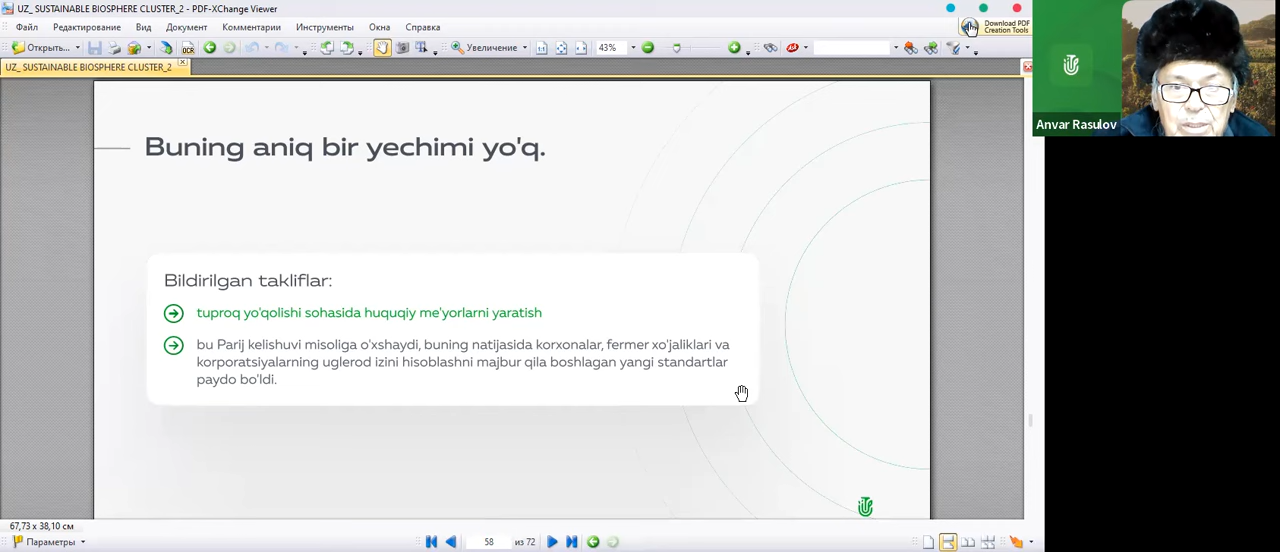 UZ_ SUSTAINABLE BIOSPHERE CLUSTER_2 - PDF-XChange Viewer
Файл Редактирование Вид Документ Комментарии Инструменты Окна Справка
Download PDF
Creation Tools
Открыть... OCR Увеличение 43%
UZ_ SUSTAINABLE BIOSPHERE CLUSTER_2
Anvar Rasulov
Buning aniq bir yechimi yo'q.
Bildirilgan takliflar:
tuproq yo'qolishi sohasida huquqiy me'yorlarni yaratish
bu Parij kelishuvi misoliga o'xshaydi, buning natijasida korxonalar, fermer xo'jaliklari va
korporatsiyalarning uglerod izini hisoblashni majbur qila boshlagan yangi standartlar
paydo bo'ldi.
67,73 x 38,10 см
Параметры 58 из 72